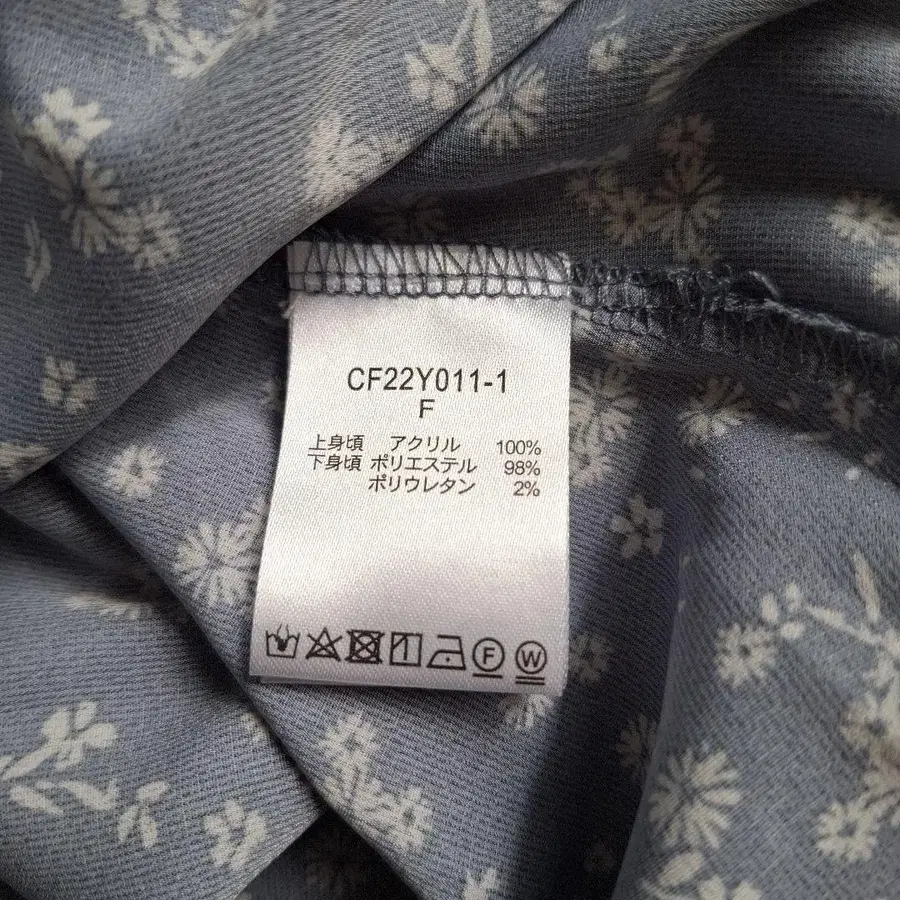 CF22Y011-1
F
上身頃 アクリル 100%
下身頃 ポリエステル 98%
ポリウレタン 2%
F W